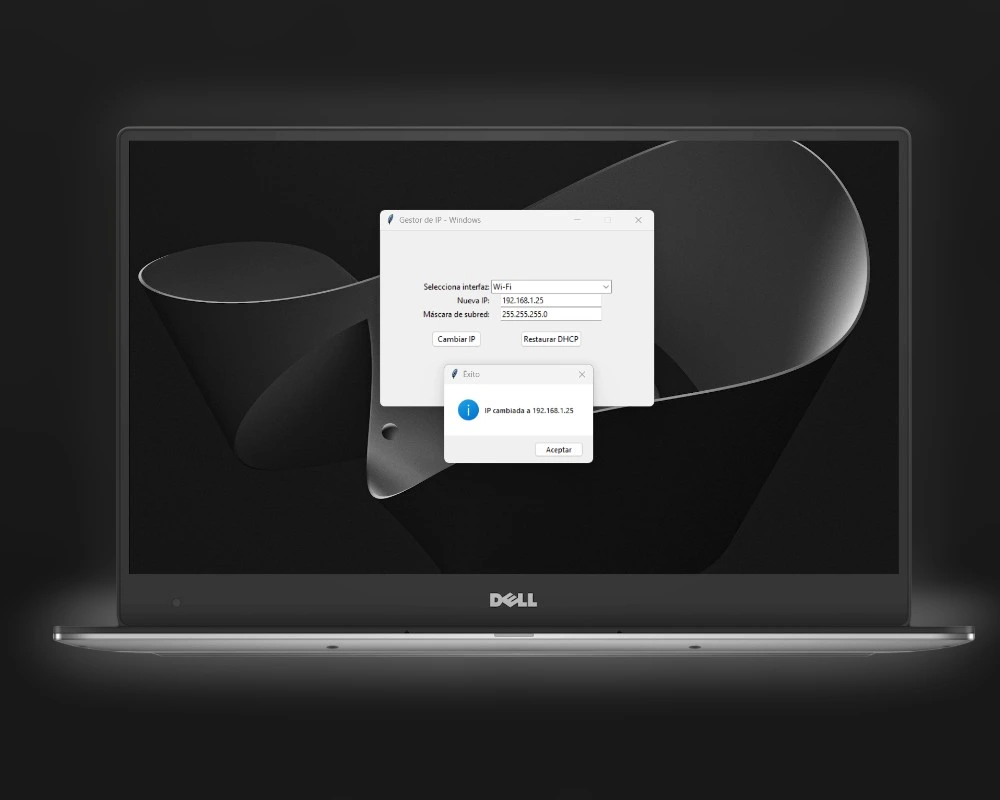 Gestor de IP - Windows
Selecciona interfaz: Wi-Fi
Nueva IP: 192.168.1.25
Máscara de subred: 255.255.255.0
Cambiar IP Restaurar DHCP
Éxito
IP cambiada a 192.168.1.25
Aceptar
DELL